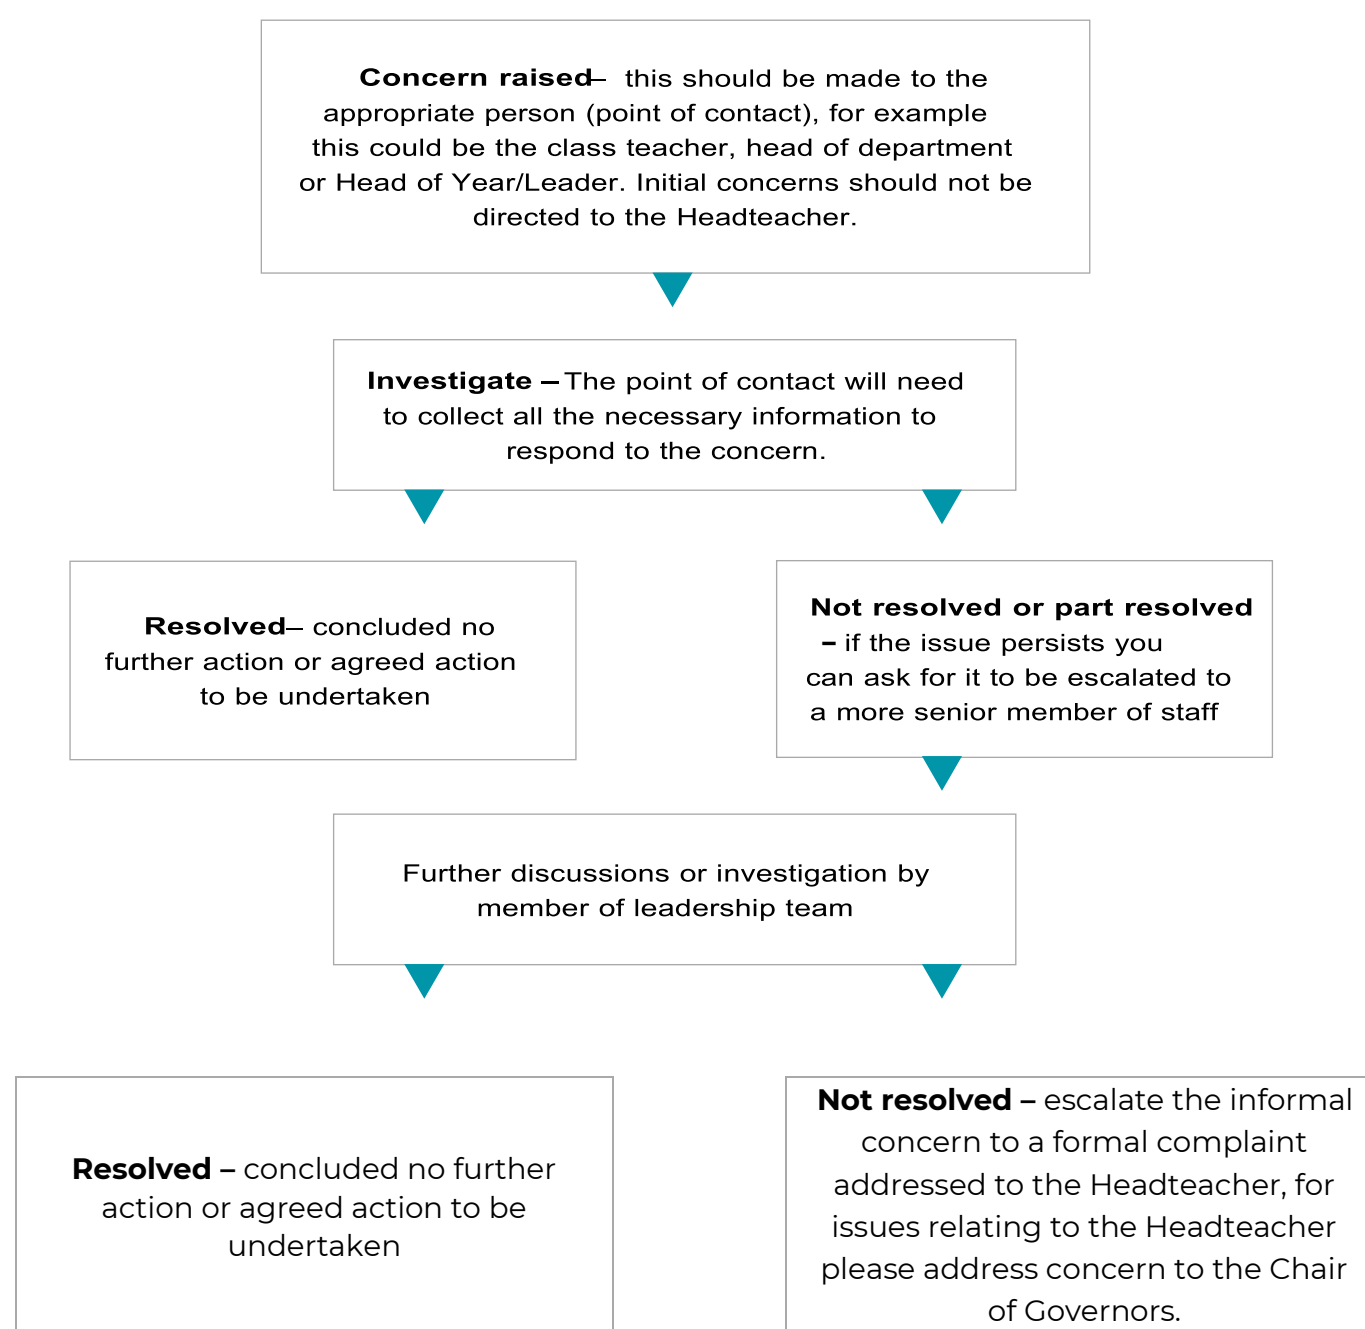 Concern raised– this should be made to the
appropriate person (point of contact), for example
this could be the class teacher, head of department
or Head of Year/Leader. Initial concerns should not be
directed to the Headteacher.
Investigate – The point of contact will need
to collect all the necessary information to
respond to the concern.
Resolved– concluded no
further action or agreed action
to be undertaken
Not resolved or part resolved
– if the issue persists you
can ask for it to be escalated to
a more senior member of staff
Further discussions or investigation by
member of leadership team
Resolved – concluded no further
action or agreed action to be
undertaken
Not resolved – escalate the informal
concern to a formal complaint
addressed to the Headteacher, for
issues relating to the Headteacher
please address concern to the Chair
of Governors.